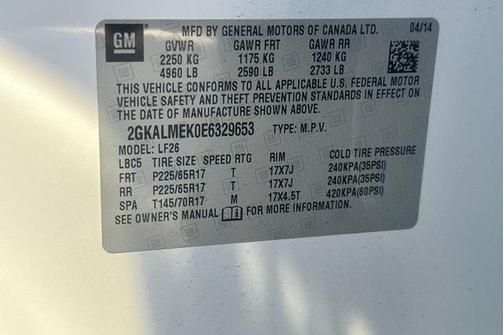 GM
MFD BY GENERAL MOTORS OF CANADA LTD. 04/14
GVWR GAWR FRT GAWR RR
2250 KG 1175 KG 1240 KG
4960 LB 2590 LB 2733 LB
THIS VEHICLE CONFORMS TO ALL APPLICABLE U.S. FEDERAL MOTOR
VEHICLE SAFETY AND THEFT PREVENTION STANDARDS IN EFFECT ON
THE DATE OF MANUFACTURE SHOWN ABOVE.
2GKALMEK0E6329653 TYPE: M.P.V.
MODEL: LF26
LBC5 TIRE SIZE SPEED RTG RIM COLD TIRE PRESSURE
FRT P225/65R17 T 17X7J 240KPA(35PSI)
RR P225/65R17 T 17X7J 240KPA(35PSI)
SPA T145/70R17 M 17X4.5T 420KPA(60PSI)
SEE OWNER'S MANUAL FOR MORE INFORMATION.